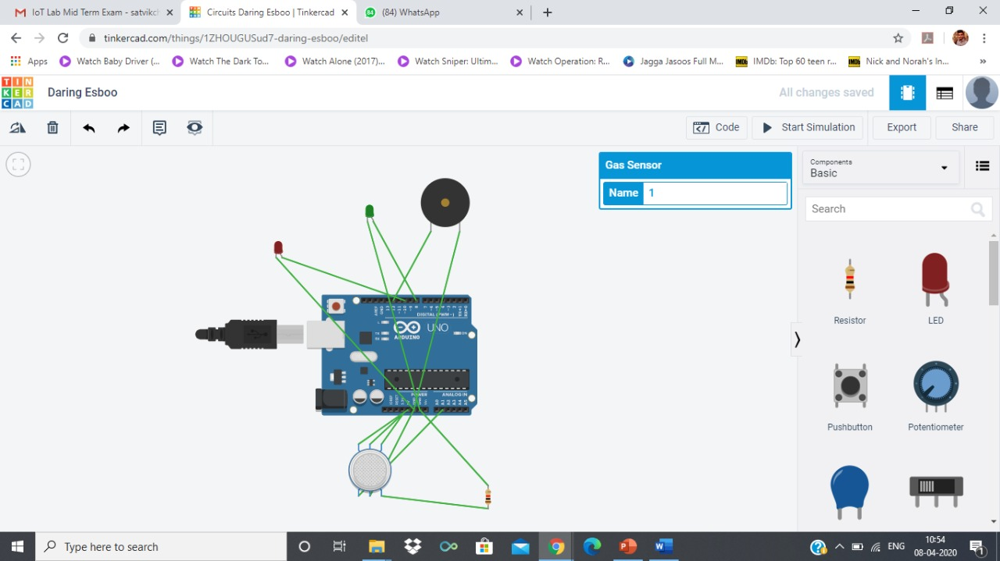 IoT Lab Mid Term Exam - satvikch
Circuits Daring Esboo | Tinkercad
(84) WhatsApp
tinkercad.com/things/1ZHOUGUSud7-daring-esboo/editel
Apps
Watch Baby Driver (...
Watch The Dark To...
Watch Alone (2017)...
Watch Sniper: Ultim...
Watch Operation: R...
Jagga Jasoos Full M...
IMDb: Top 60 teen r...
Nick and Norah's In...
»
TIN
KER
CAD
Daring Esboo
All changes saved
Code
Start Simulation
Export
Share
Gas Sensor
Name 1
Components
Basic
Search
Resistor
LED
Pushbutton
Potentiometer
DIGITAL (PWM ~)
UNO
ARDUINO
POWER
ANALOG IN
Type here to search
ENG
10:54
08-04-2020
1